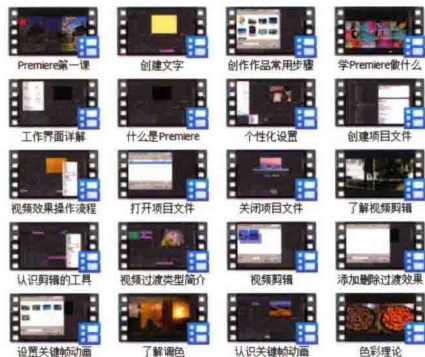 Premiere第一课
创建文字
创作作品常用步骤
学Premiere做什么
工作界面详解
什么是Premiere
个性化设置
创建项目文件
视频效果操作流程
打开项目文件
关闭项目文件
了解视频剪辑
认识剪辑的工具
视频过渡类型简介
视频剪辑
添加删除过渡效果
设置关键帧动画
了解调色
认识关键帧动画
色彩理论